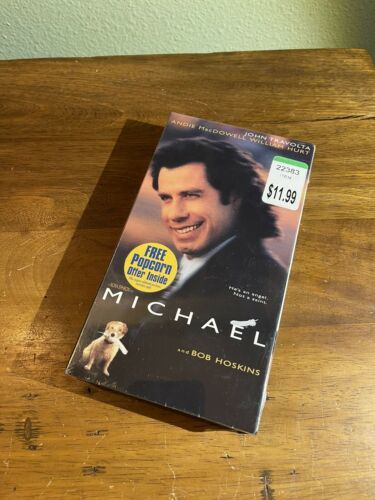 JOHN TRAVOLTA
ANDIE MacDOWELL WILLIAM HURT
22383
ITEM
$11.99
FREE
Popcorn
Offer Inside
He's an angel.
Not a saint.
MICHAEL
and BOB HOSKINS